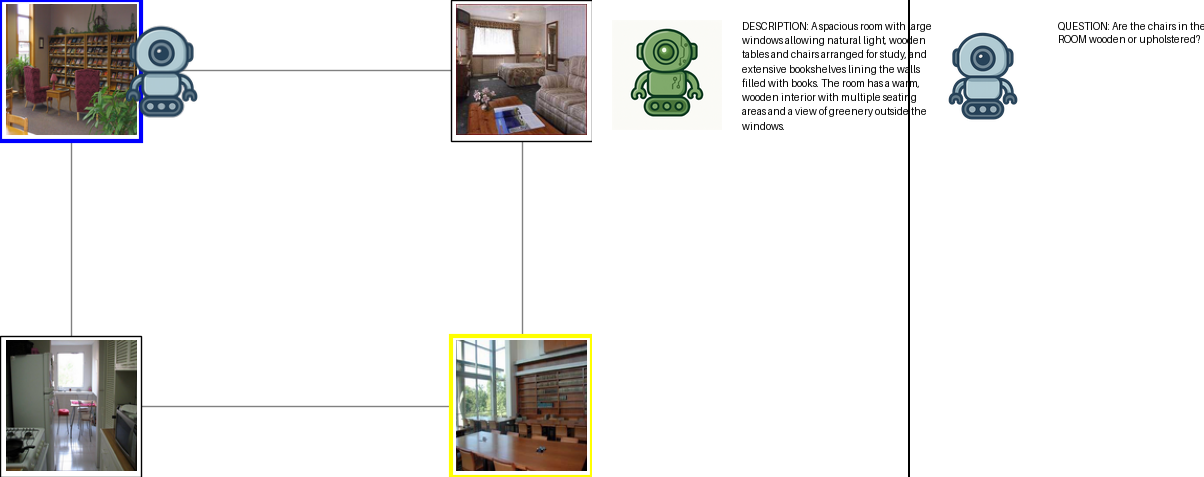 DESCRIPTION: A spacious room with large
windows allowing natural light, wooden
tables and chairs arranged for study, and
extensive bookshelves lining the walls
filled with books. The room has a warm,
wooden interior with multiple seating
areas and a view of greenery outside the
windows.
QUESTION: Are the chairs in the
ROOM wooden or upholstered?